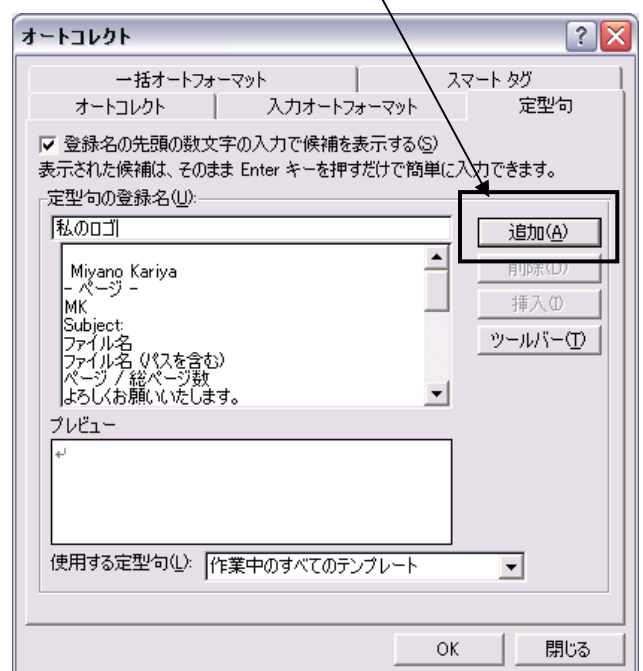 オートコレクト
一括オートフォーマット スマート タグ
オートコレクト 入力オートフォーマット 定型句
登録名の先頭の数文字の入力で候補を表示する(S)
表示された候補は、そのまま Enter キーを押すだけで簡単に入力できます。
定型句の登録名(U):
私のロゴ
追加(A)
Miyano Kariya
削除(D)
- ページ -
MK
挿入(I)
Subject:
ファイル名
ツールバー(T)
ファイル名 (パスを含む)
ページ / 総ページ数
よろしくお願いいたします。
プレビュー
使用する定型句(L): 作業中のすべてのテンプレート
OK 閉じる